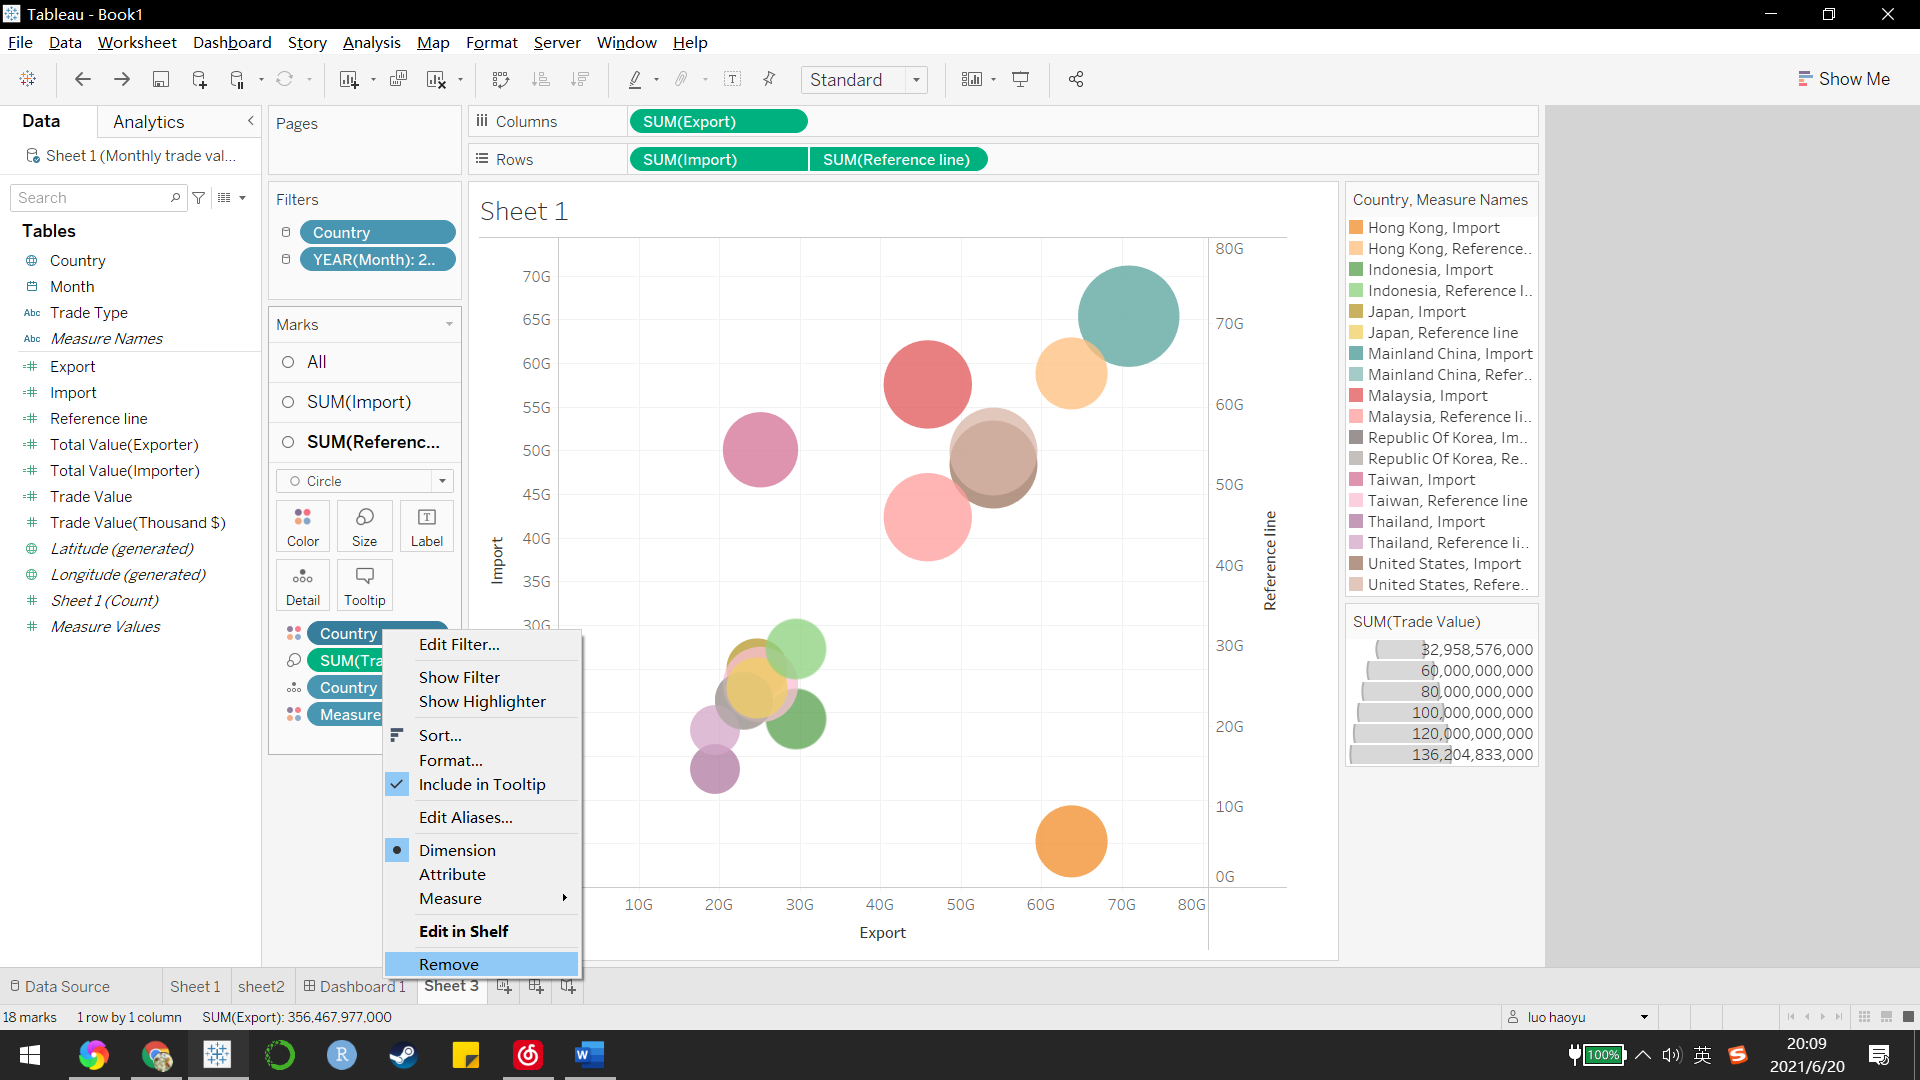 Tableau - Book1
File Data Worksheet Dashboard Story Analysis Map Format Server Window Help
Standard
Show Me
Data
Analytics
Sheet 1 (Monthly trade val...
Search
Tables
Country
Month
Abc Trade Type
Abc Measure Names
Export
Import
Reference line
Total Value(Exporter)
Total Value(Importer)
Trade Value
Trade Value(Thousand $)
Latitude (generated)
Longitude (generated)
Sheet 1 (Count)
Measure Values
Pages
Filters
Country
YEAR(Month): 2..
Marks
All
SUM(Import)
SUM(Referenc...
Circle
Color
Size
Label
Detail
Tooltip
Country
SUM(Tra
Country
Measure
Edit Filter...
Show Filter
Show Highlighter
Sort...
Format...
Include in Tooltip
Edit Aliases...
Dimension
Attribute
Measure
Edit in Shelf
Remove
Columns
SUM(Export)
Rows
SUM(Import)
SUM(Reference line)
Sheet 1
70G
65G
60G
55G
50G
45G
40G
35G
30G
Import
80G
70G
60G
50G
40G
30G
20G
10G
0G
Reference line
10G
20G
30G
40G
50G
60G
70G
80G
Export
Country, Measure Names
Hong Kong, Import
Hong Kong, Reference..
Indonesia, Import
Indonesia, Reference l..
Japan, Import
Japan, Reference line
Mainland China, Import
Mainland China, Refer..
Malaysia, Import
Malaysia, Reference li..
Republic Of Korea, Im..
Republic Of Korea, Re..
Taiwan, Import
Taiwan, Reference line
Thailand, Import
Thailand, Reference li..
United States, Import
United States, Refere..
SUM(Trade Value)
32,958,576,000
60,000,000,000
80,000,000,000
100,000,000,000
120,000,000,000
136,204,833,000
Data Source
Sheet 1
sheet2
Dashboard 1
Sheet 3
18 marks
1 row by 1 column
SUM(Export): 356,467,977,000
luo haoyu
100%
英
20:09
2021/6/20